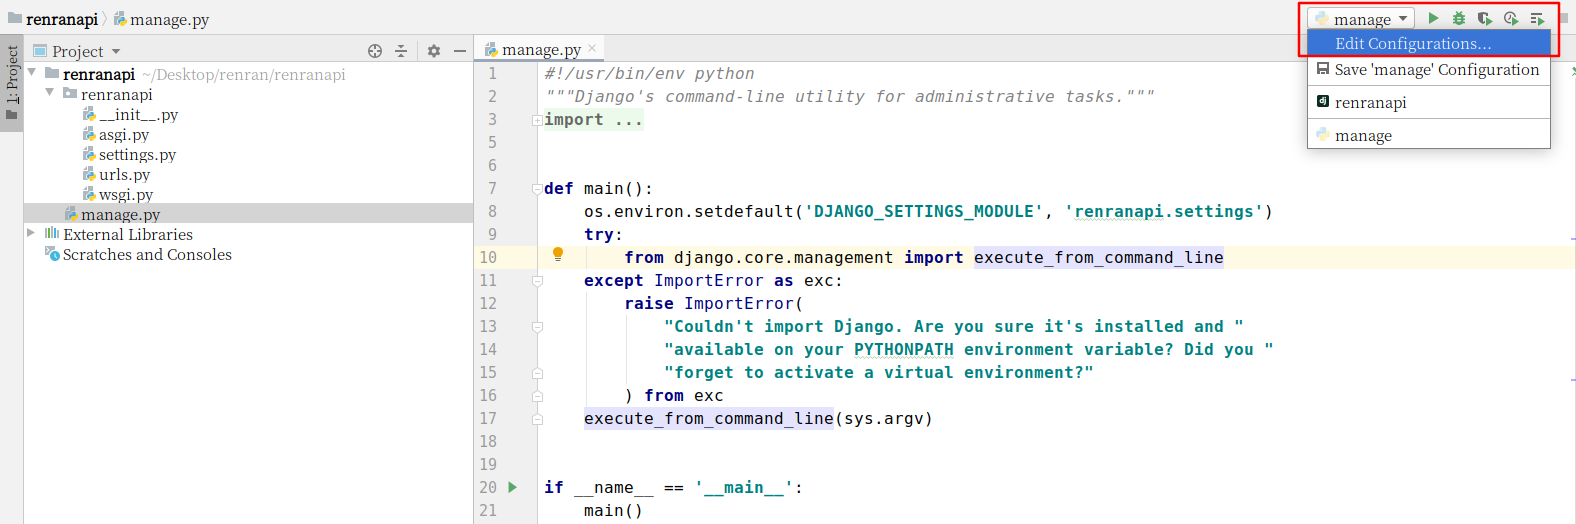 renranapi manage.py
manage
Project
manage.py
Edit Configurations...
Save 'manage' Configuration
renranapi
manage
1: Project
renranapi ~/Desktop/renran/renranapi
renranapi
__init__.py
asgi.py
settings.py
urls.py
wsgi.py
manage.py
External Libraries
Scratches and Consoles
1 #!/usr/bin/env python
2 """Django's command-line utility for administrative tasks."""
3 import ...
5
6
7 def main():
8     os.environ.setdefault('DJANGO_SETTINGS_MODULE', 'renranapi.settings')
9     try:
10         from django.core.management import execute_from_command_line
11     except ImportError as exc:
12         raise ImportError(
13             "Couldn't import Django. Are you sure it's installed and "
14             "available on your PYTHONPATH environment variable? Did you "
15             "forget to activate a virtual environment?"
16         ) from exc
17     execute_from_command_line(sys.argv)
18
19
20 if __name__ == '__main__':
21     main()